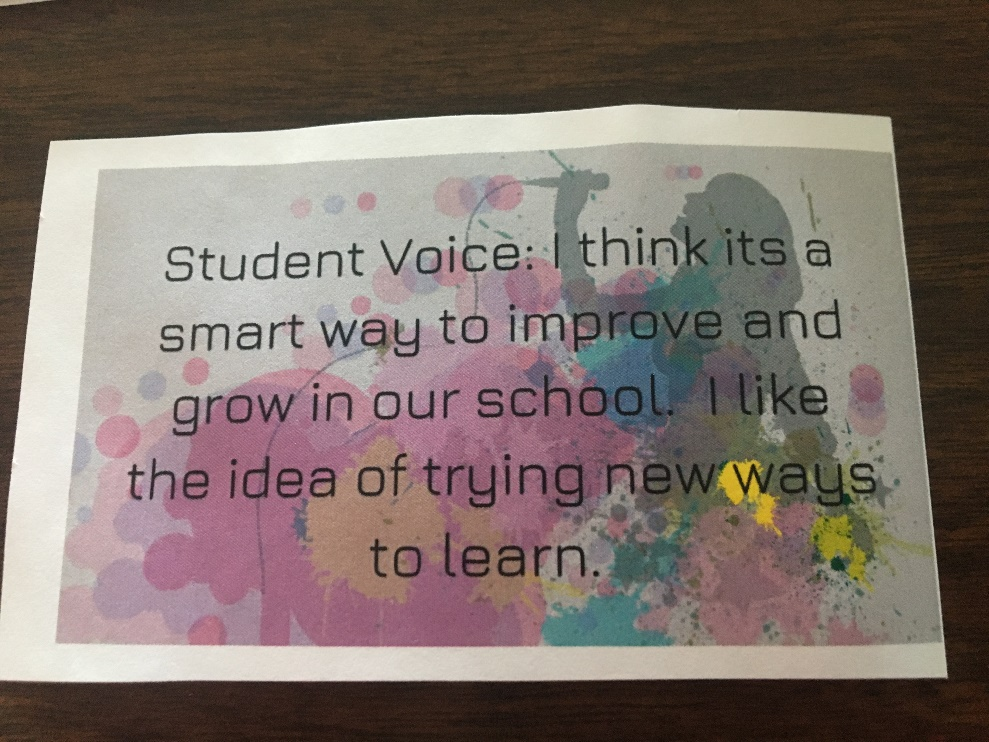 Student Voice: I think its a
smart way to improve and
grow in our school. I like
the idea of trying new ways
to learn.